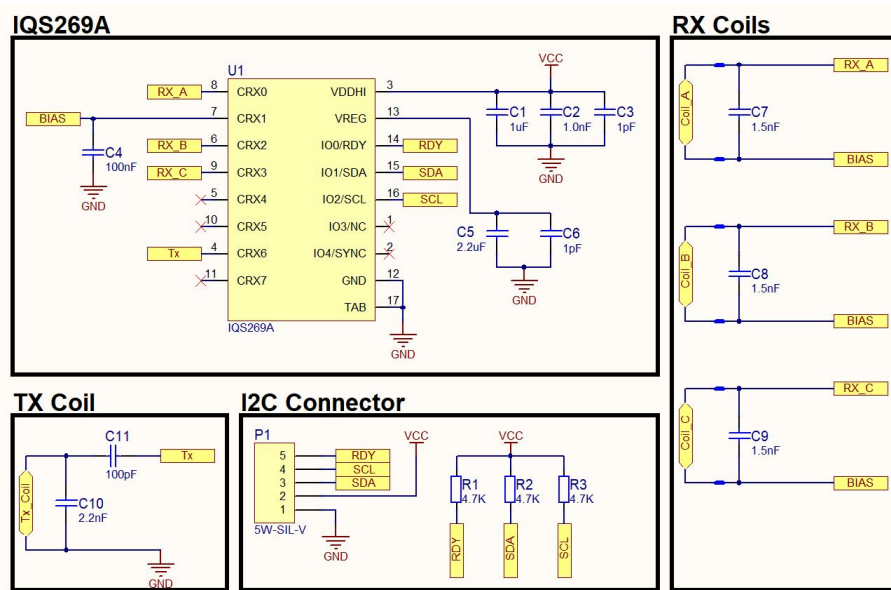 IQS269A
U1
RX_A 8 CRX0
BIAS 7 CRX1
C4
100nF
GND
RX_B 6 CRX2
RX_C 9 CRX3
5 CRX4
10 CRX5
Tx 4 CRX6
11 CRX7
VDDHI 3
VREG 13
IO0/RDY 14 RDY
IO1/SDA 15 SDA
IO2/SCL 16 SCL
IO3/NC 1
IO4/SYNC 2
GND 12
TAB 17
IQS269A
GND
VCC
C1
1uF
C2
1.0nF
C3
1pF
GND
C5
2.2uF
C6
1pF
GND
RX Coils
RX_A
Coil_A
C7
1.5nF
BIAS
RX_B
Coil_B
C8
1.5nF
BIAS
RX_C
Coil_C
C9
1.5nF
BIAS
TX Coil
C11
100pF
Tx
Tx_Coil
C10
2.2nF
GND
I2C Connector
P1
5 RDY
4 SCL
3 SDA
2
1
5W-SIL-V
VCC
GND
VCC
R1
4.7K
R2
4.7K
R3
4.7K
RDY
SDA
SCL